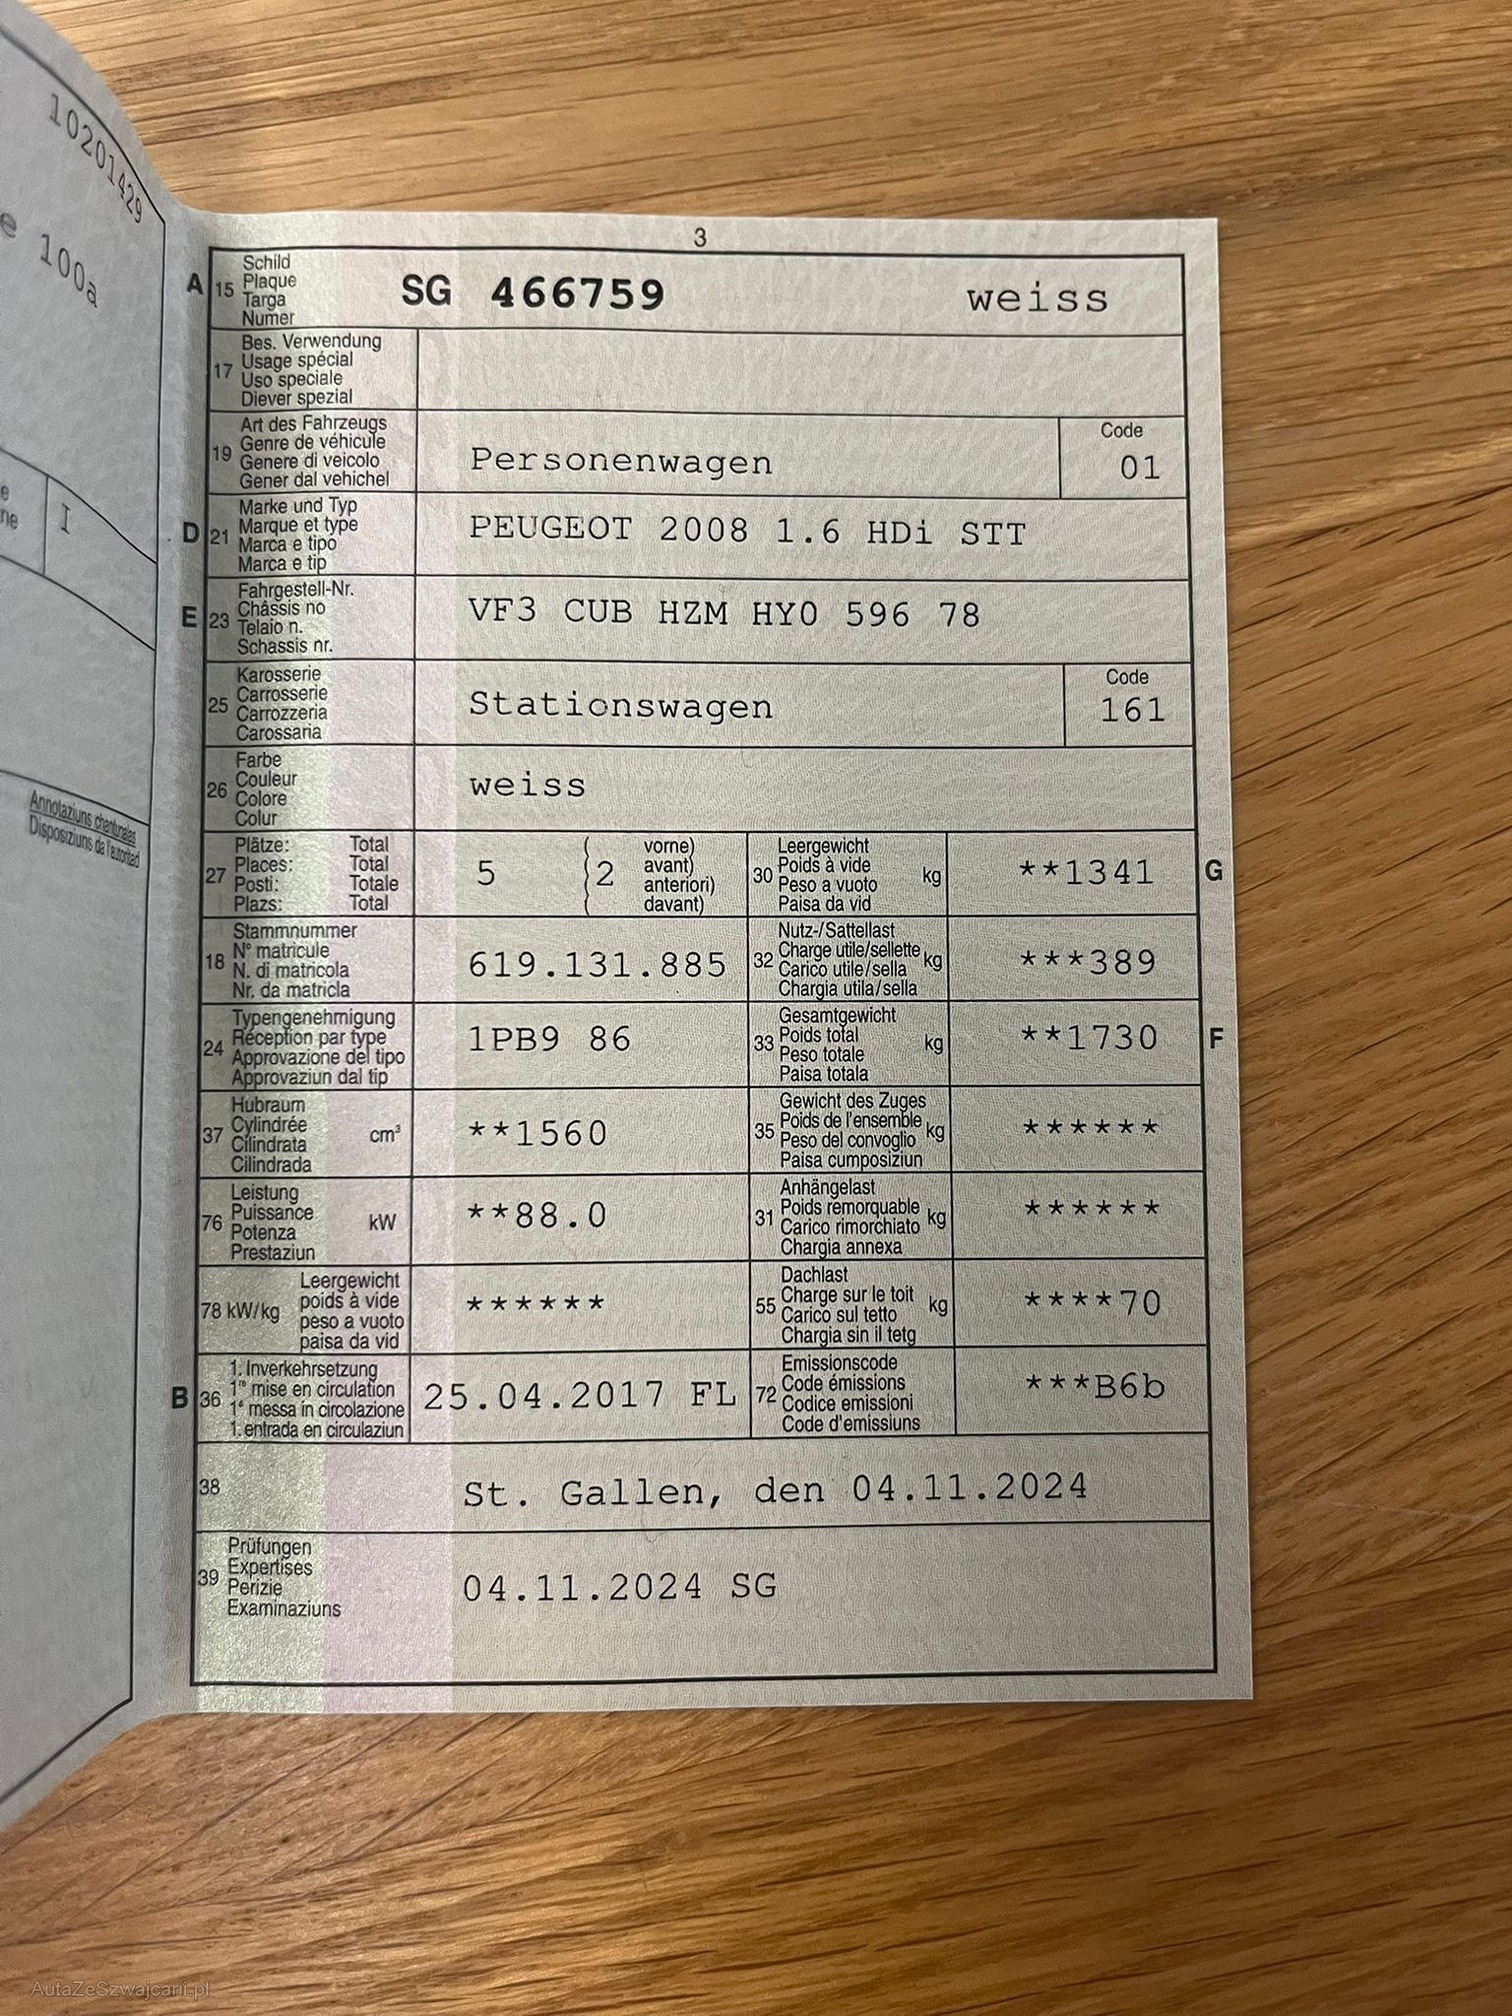 10201429
e 100a
e
ne
I
Annotaziuns chantunalas
Disposiziuns da l'autoritad
3
A 15 Schild
Plaque
Targa
Numer
SG 466759 weiss
17 Bes. Verwendung
Usage spécial
Uso speciale
Diever spezial
19 Art des Fahrzeugs
Genre de véhicule
Genere di veicolo
Gener dal vehichel
Personenwagen
Code
01
D 21 Marke und Typ
Marque et type
Marca e tipo
Marca e tip
PEUGEOT 2008 1.6 HDi STT
E 23 Fahrgestell-Nr.
Châssis no
Telaio n.
Schassis nr.
VF3 CUB HZM HY0 596 78
25 Karosserie
Carrosserie
Carrozzeria
Carossaria
Stationswagen
Code
161
26 Farbe
Couleur
Colore
Colur
weiss
27 Plätze: Total
Places: Total
Posti: Totale
Plazs: Total
5 (2 vorne)
avant)
anteriori)
davant)
30 Leergewicht
Poids à vide
Peso a vuoto
Paisa da vid
kg
**1341 G
18 Stammnummer
N° matricule
N. di matricola
Nr. da matricla
619.131.885
32 Nutz-/Sattellast
Charge utile/sellette
Carico utile/sella
Chargia utila/sella
kg
***389
24 Typengenehmigung
Réception par type
Approvazione del tipo
Approvaziun dal tip
1PB9 86
33 Gesamtgewicht
Poids total
Peso totale
Paisa totala
kg
**1730 F
37 Hubraum
Cylindrée
Cilindrata
Cilindrada
cm³
**1560
35 Gewicht des Zuges
Poids de l'ensemble
Peso del convoglio
Paisa cumposiziun
kg
******
76 Leistung
Puissance
Potenza
Prestaziun
kW
**88.0
31 Anhängelast
Poids remorquable
Carico rimorchiato
Chargia annexa
kg
******
78 kW/kg Leergewicht
poids à vide
peso a vuoto
paisa da vid
******
55 Dachlast
Charge sur le toit
Carico sul tetto
Chargia sin il tetg
kg
****70
B 36 1. Inverkehrsetzung
1re mise en circulation
1a messa in circolazione
1. entrada en circulaziun
25.04.2017 FL
72 Emissionscode
Code émissions
Codice emissioni
Code d'emissiuns
***B6b
38 St. Gallen, den 04.11.2024
39 Prüfungen
Expertises
Perizie
Examinaziuns
04.11.2024 SG
AutaZeSzwajcarii.pl